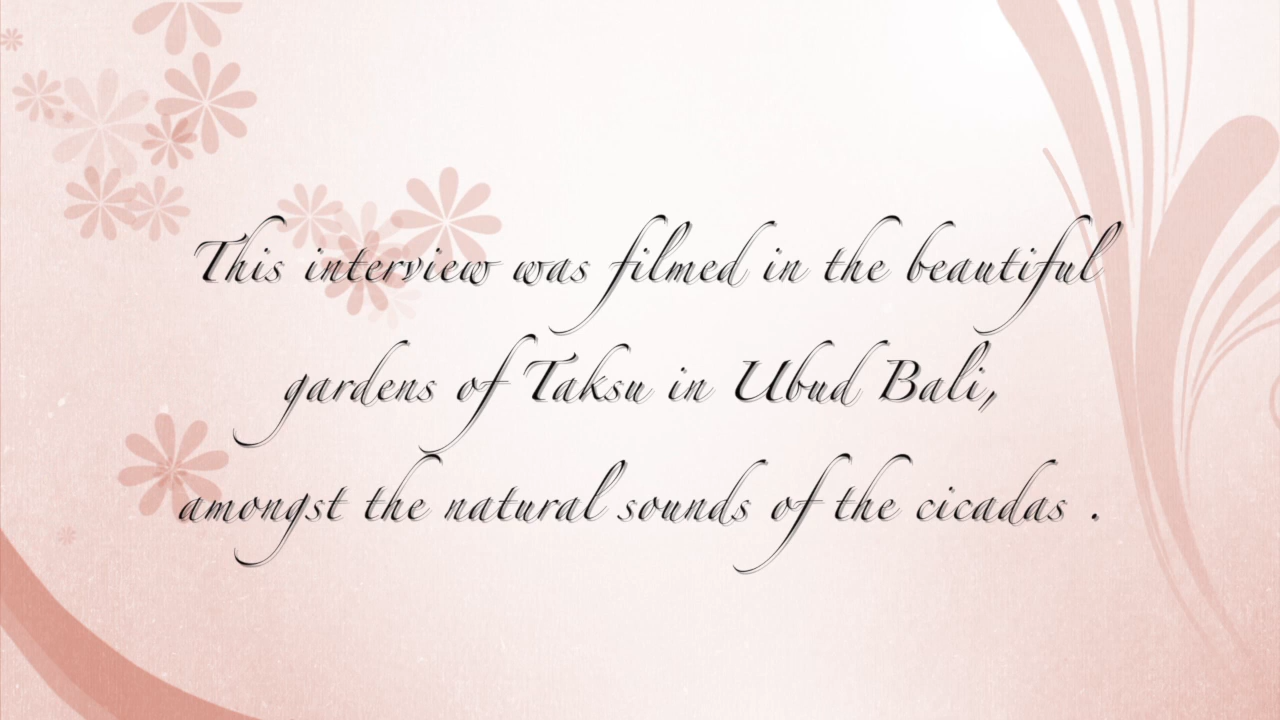 This interview was filmed in the beautiful
gardens of Taksu in Ubud Bali,
amongst the natural sounds of the cicadas .